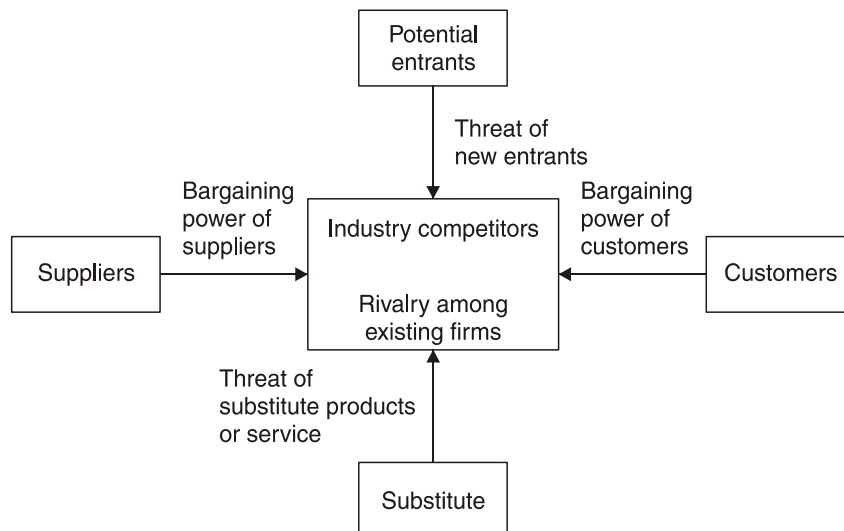 Potential
entrants
Threat of
new entrants
Bargaining
power of
suppliers
Bargaining
power of
customers
Industry competitors
Suppliers
Customers
Rivalry among
existing firms
Threat of
substitute products
or service
Substitute